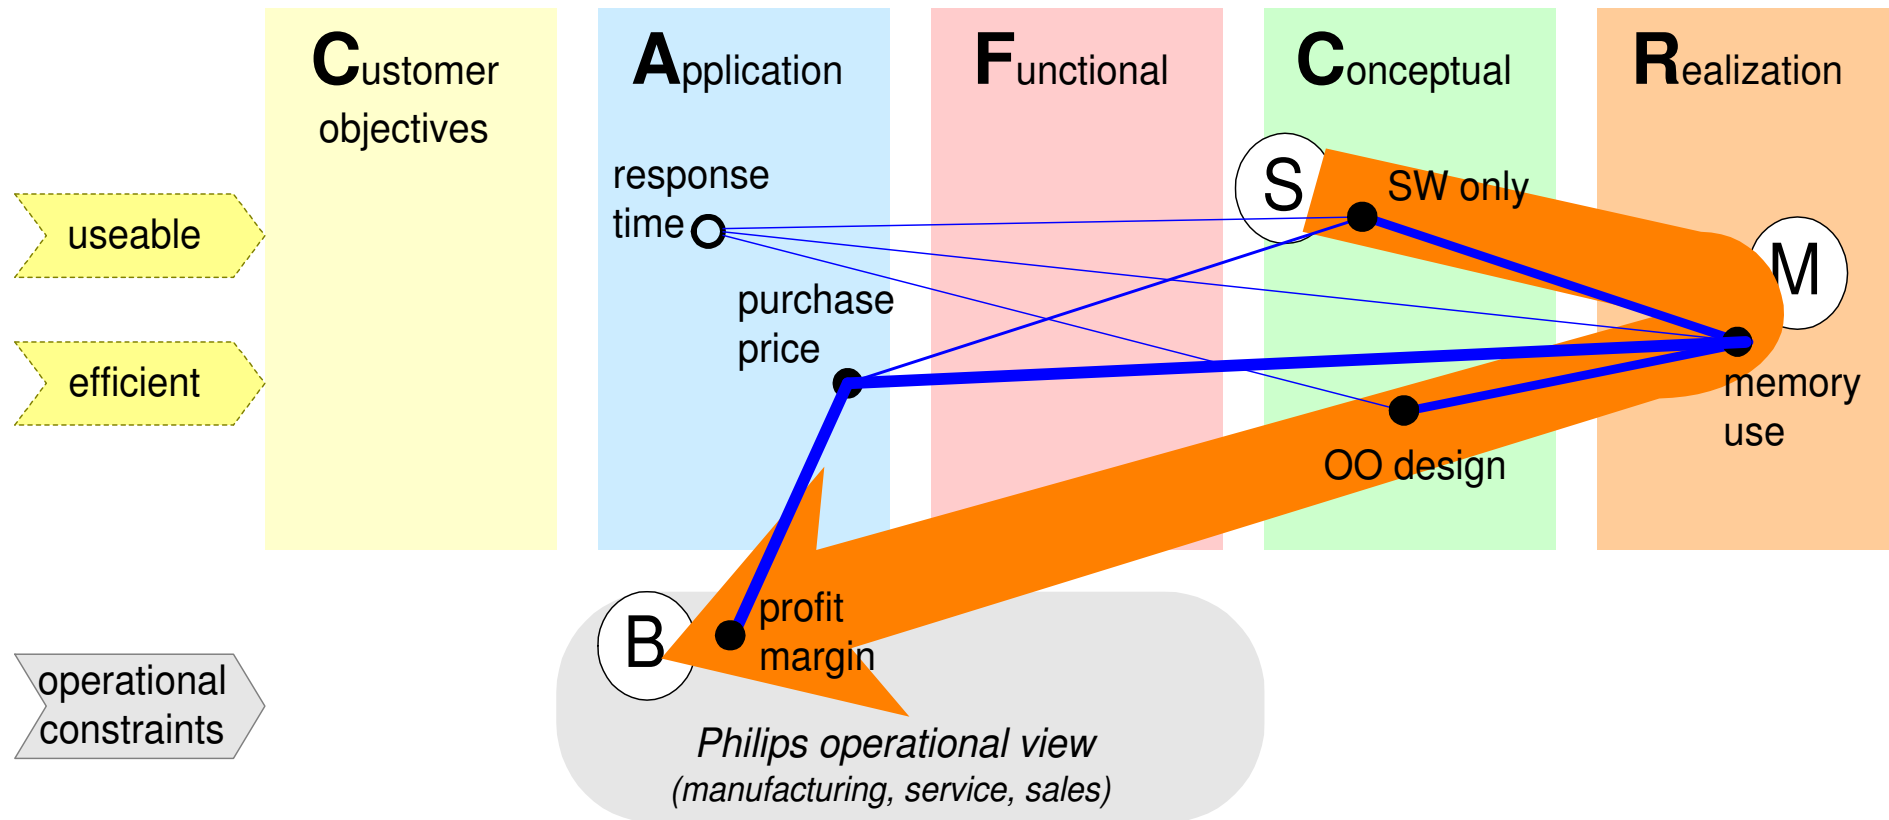 Customer
objectives
Application
Functional
Conceptual
Realization
response
time
S
SW only
M
useable
purchase
price
efficient
memory
use
OO design
B
profit
margin
operational
constraints
Philips operational view
(manufacturing, service, sales)